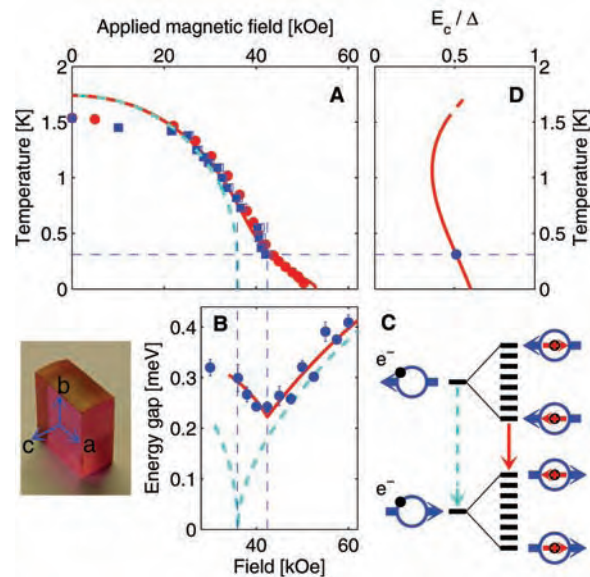 Applied magnetic field [kOe]
0 20 40 60
E_c / Δ
0 0.5 1
2
1.5
1
0.5
0
Temperature [K]
A
D
2
1.5
1
0.5
0
Temperature [K]
B
0.4
0.3
0.2
0.1
0
Energy gap [meV]
40 60
Field [kOe]
C
e⁻
e⁻
b
c a